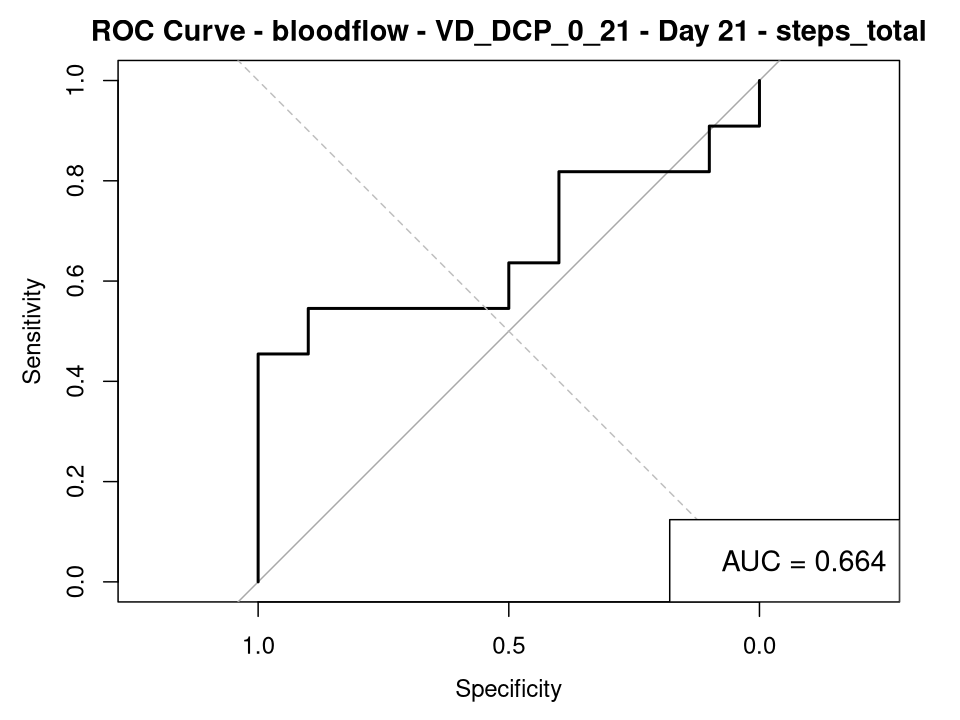 ROC Curve - bloodflow - VD_DCP_0_21 - Day 21 - steps_total
1.0
0.8
0.6
0.4
0.2
0.0
Sensitivity
AUC = 0.664
1.0 0.5 0.0
Specificity